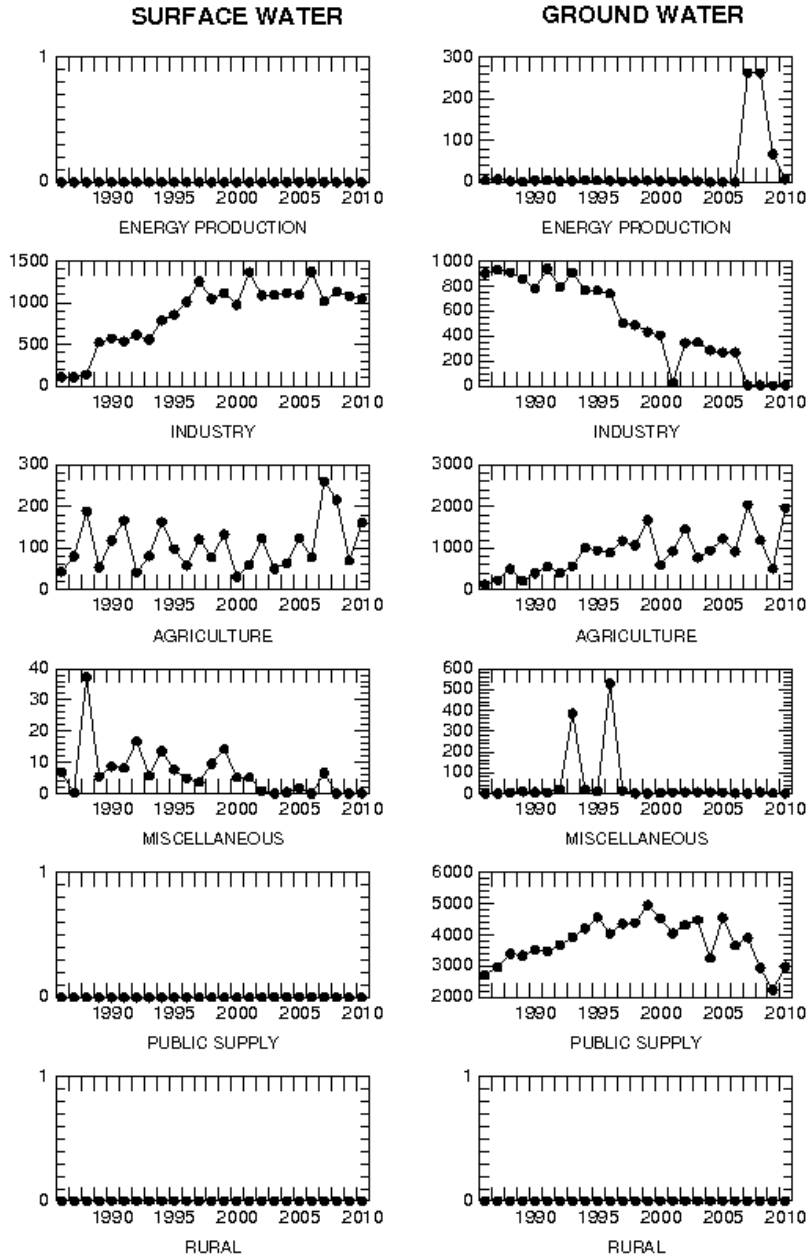 SURFACE WATER GROUND WATER
1 300
200
100
0 0
1990 1995 2000 2005 2010 1990 1995 2000 2005 2010
ENERGY PRODUCTION ENERGY PRODUCTION
1500 1000
1000 800
600
500 400
200
0 0
1990 1995 2000 2005 2010 1990 1995 2000 2005 2010
INDUSTRY INDUSTRY
300 3000
200 2000
100 1000
0 0
1990 1995 2000 2005 2010 1990 1995 2000 2005 2010
AGRICULTURE AGRICULTURE
40 600
500
30 400
20 300
200
10 100
0 0
1990 1995 2000 2005 2010 1990 1995 2000 2005 2010
MISCELLANEOUS MISCELLANEOUS
1 6000
5000
4000
3000
0 2000
1990 1995 2000 2005 2010 1990 1995 2000 2005 2010
PUBLIC SUPPLY PUBLIC SUPPLY
1 1
0 0
1990 1995 2000 2005 2010 1990 1995 2000 2005 2010
RURAL RURAL